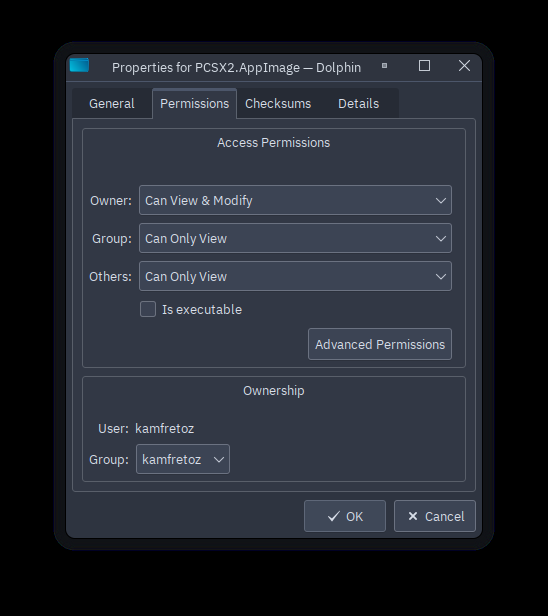 Properties for PCSX2.AppImage — Dolphin
General Permissions Checksums Details
Access Permissions
Owner: Can View & Modify
Group: Can Only View
Others: Can Only View
Is executable
Advanced Permissions
Ownership
User: kamfretoz
Group: kamfretoz
OK Cancel